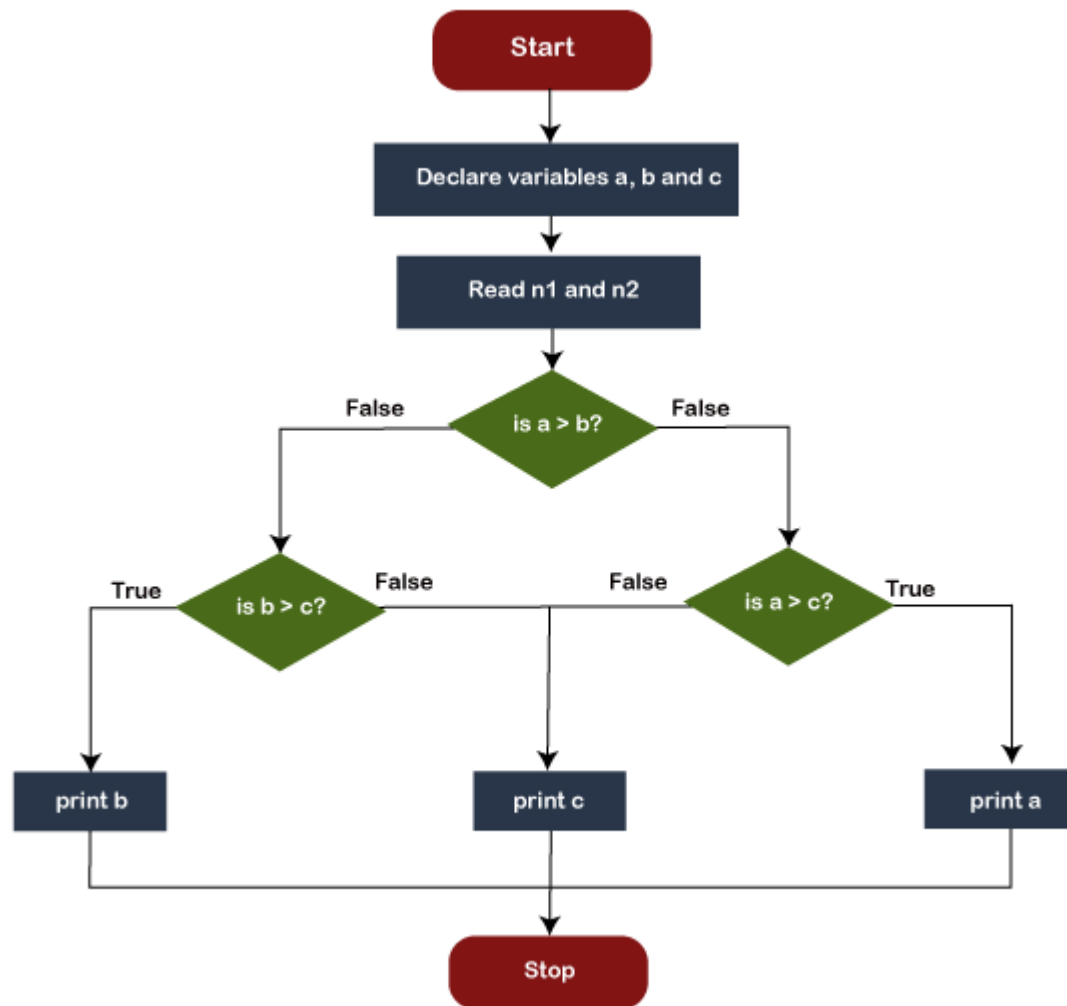 Start
Declare variables a, b and c
Read n1 and n2
False
is a > b?
False
True
is b > c?
False
False
is a > c?
True
print b
print c
print a
Stop